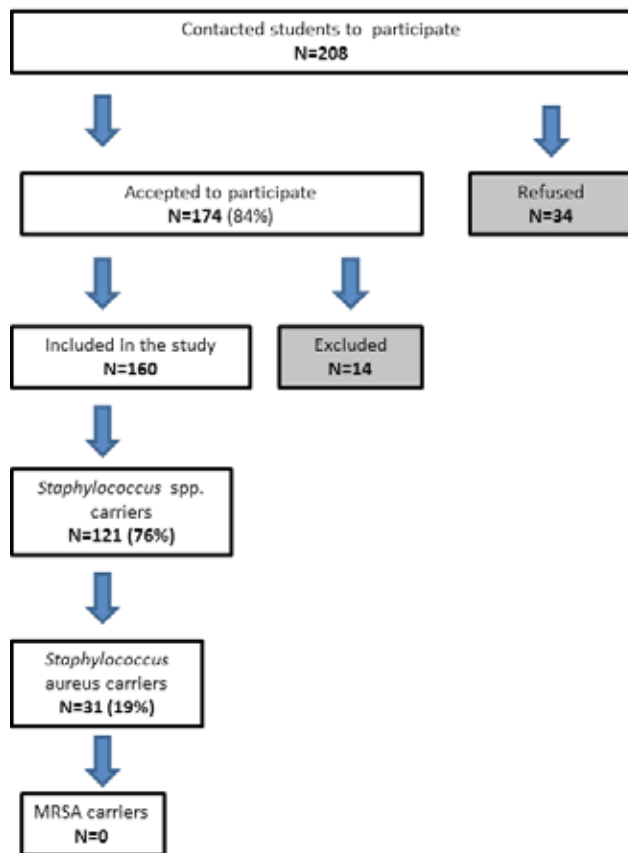 Contacted students to participate
N=208
Accepted to participate
N=174 (84%)
Refused
N=34
Included in the study
N=160
Excluded
N=14
Staphylococcus spp.
carriers
N=121 (76%)
Staphylococcus
aureus carriers
N=31 (19%)
MRSA carriers
N=0